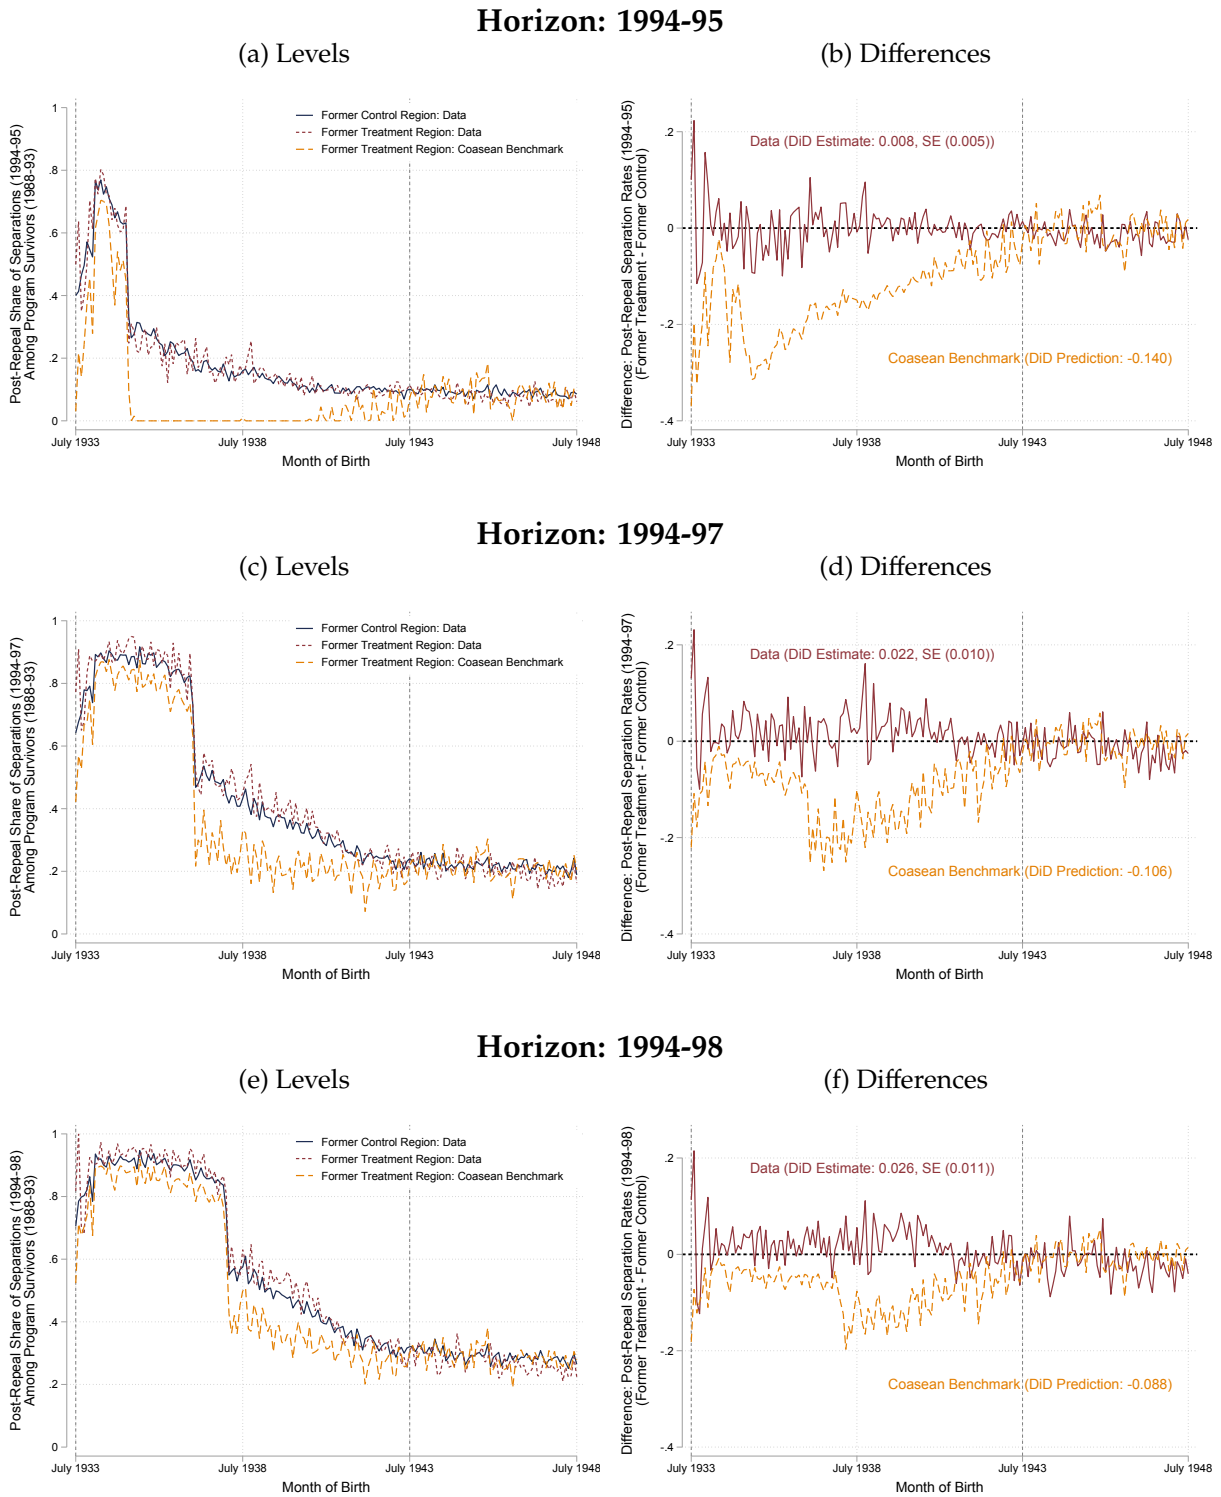 Horizon: 1994-95
(a) Levels
Post-Repeal Share of Separations (1994-95)
Among Program Survivors (1988-93)
1
.8
.6
.4
.2
0
Former Control Region: Data
Former Treatment Region: Data
Former Treatment Region: Coasean Benchmark
July 1933
July 1938
July 1943
July 1948
Month of Birth
(b) Differences
Difference: Post-Repeal Separation Rates (1994-95)
(Former Treatment - Former Control)
.2
0
-.2
-.4
Data (DiD Estimate: 0.008, SE (0.005))
Coasean Benchmark (DiD Prediction: -0.140)
July 1933
July 1938
July 1943
July 1948
Month of Birth
Horizon: 1994-97
(c) Levels
Post-Repeal Share of Separations (1994-97)
Among Program Survivors (1988-93)
1
.8
.6
.4
.2
0
Former Control Region: Data
Former Treatment Region: Data
Former Treatment Region: Coasean Benchmark
July 1933
July 1938
July 1943
July 1948
Month of Birth
(d) Differences
Difference: Post-Repeal Separation Rates (1994-97)
(Former Treatment - Former Control)
.2
0
-.2
-.4
Data (DiD Estimate: 0.022, SE (0.010))
Coasean Benchmark (DiD Prediction: -0.106)
July 1933
July 1938
July 1943
July 1948
Month of Birth
Horizon: 1994-98
(e) Levels
Post-Repeal Share of Separations (1994-98)
Among Program Survivors (1988-93)
1
.8
.6
.4
.2
0
Former Control Region: Data
Former Treatment Region: Data
Former Treatment Region: Coasean Benchmark
July 1933
July 1938
July 1943
July 1948
Month of Birth
(f) Differences
Difference: Post-Repeal Separation Rates (1994-98)
(Former Treatment - Former Control)
.2
0
-.2
-.4
Data (DiD Estimate: 0.026, SE (0.011))
Coasean Benchmark (DiD Prediction: -0.088)
July 1933
July 1938
July 1943
July 1948
Month of Birth